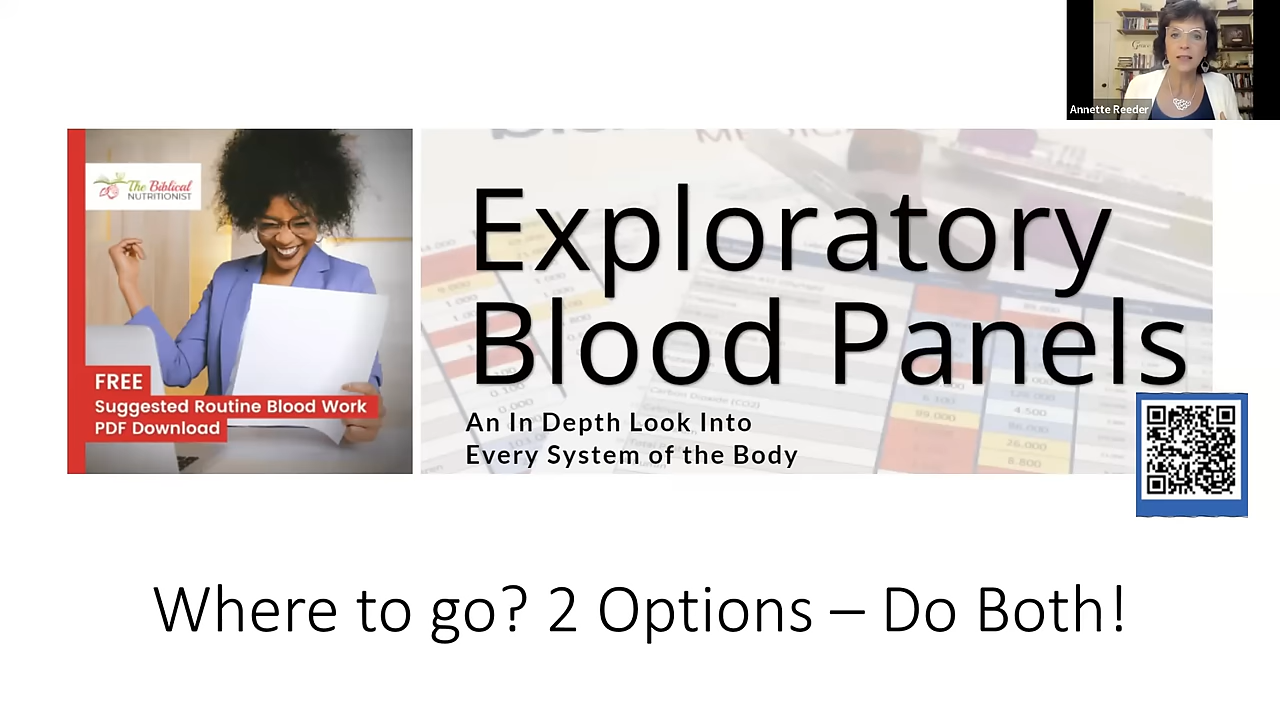 Annette Reeder
The Biblical
NUTRITIONIST
FREE
Suggested Routine Blood Work
PDF Download
Exploratory
Blood Panels
An In Depth Look Into
Every System of the Body
Where to go? 2 Options – Do Both!